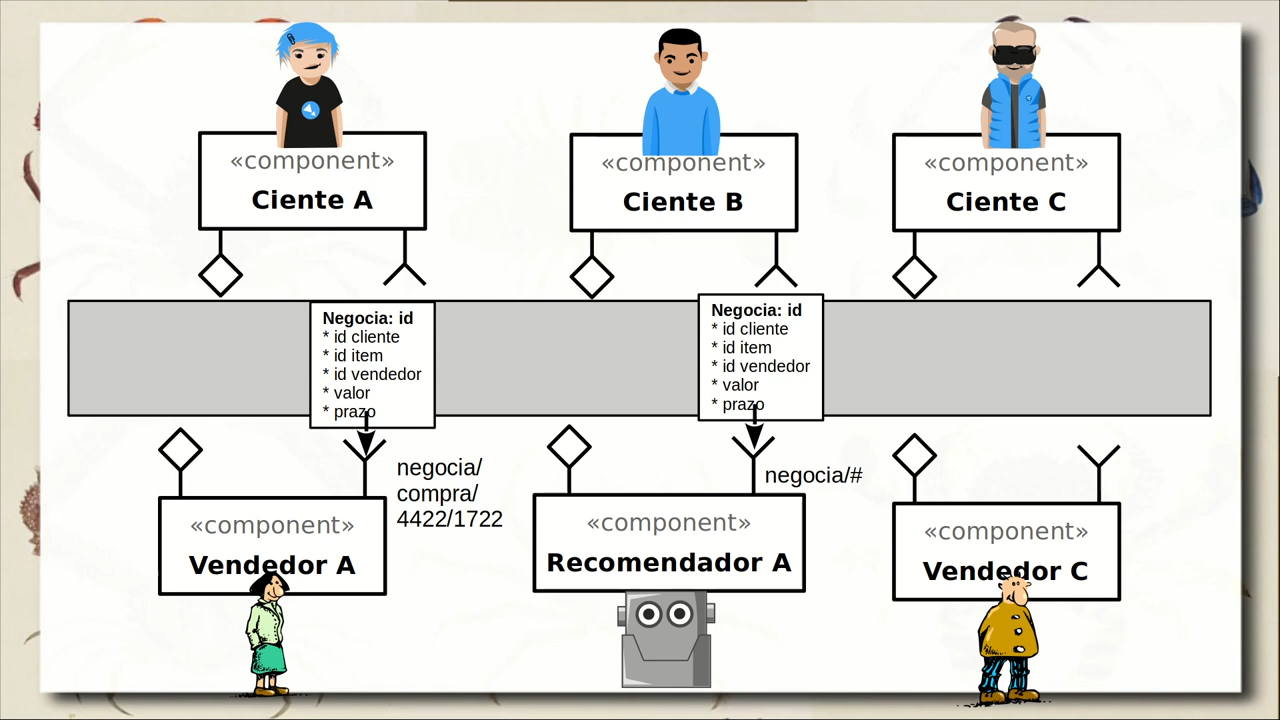 «component»
Ciente A
«component»
Ciente B
«component»
Ciente C
Negocia: id
* id cliente
* id item
* id vendedor
* valor
* prazo
Negocia: id
* id cliente
* id item
* id vendedor
* valor
* prazo
negocia/
compra/
4422/1722
negocia/#
«component»
Vendedor A
«component»
Recomendador A
«component»
Vendedor C